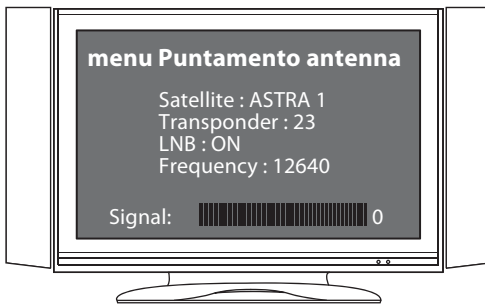 menu Puntamento antenna
Satellite : ASTRA 1
Transponder : 23
LNB : ON
Frequency : 12640
Signal: 0